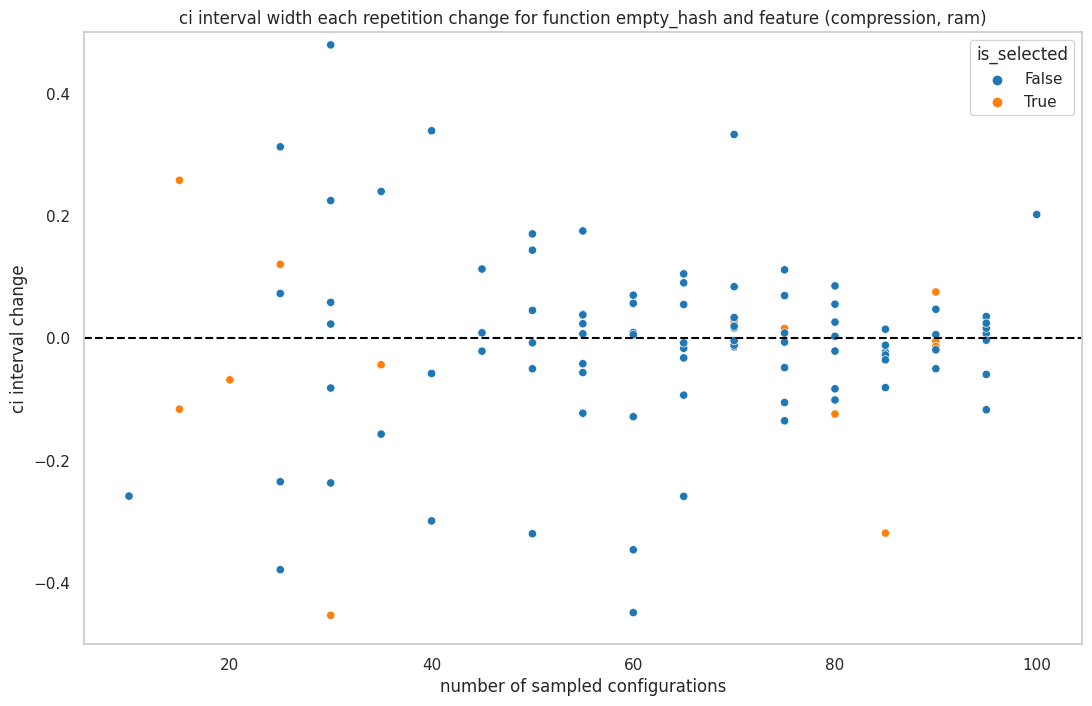 ci interval width each repetition change for function empty_hash and feature (compression, ram)
is_selected
False
True
0.4
0.2
0.0
−0.2
−0.4
ci interval change
20
40
60
80
100
number of sampled configurations